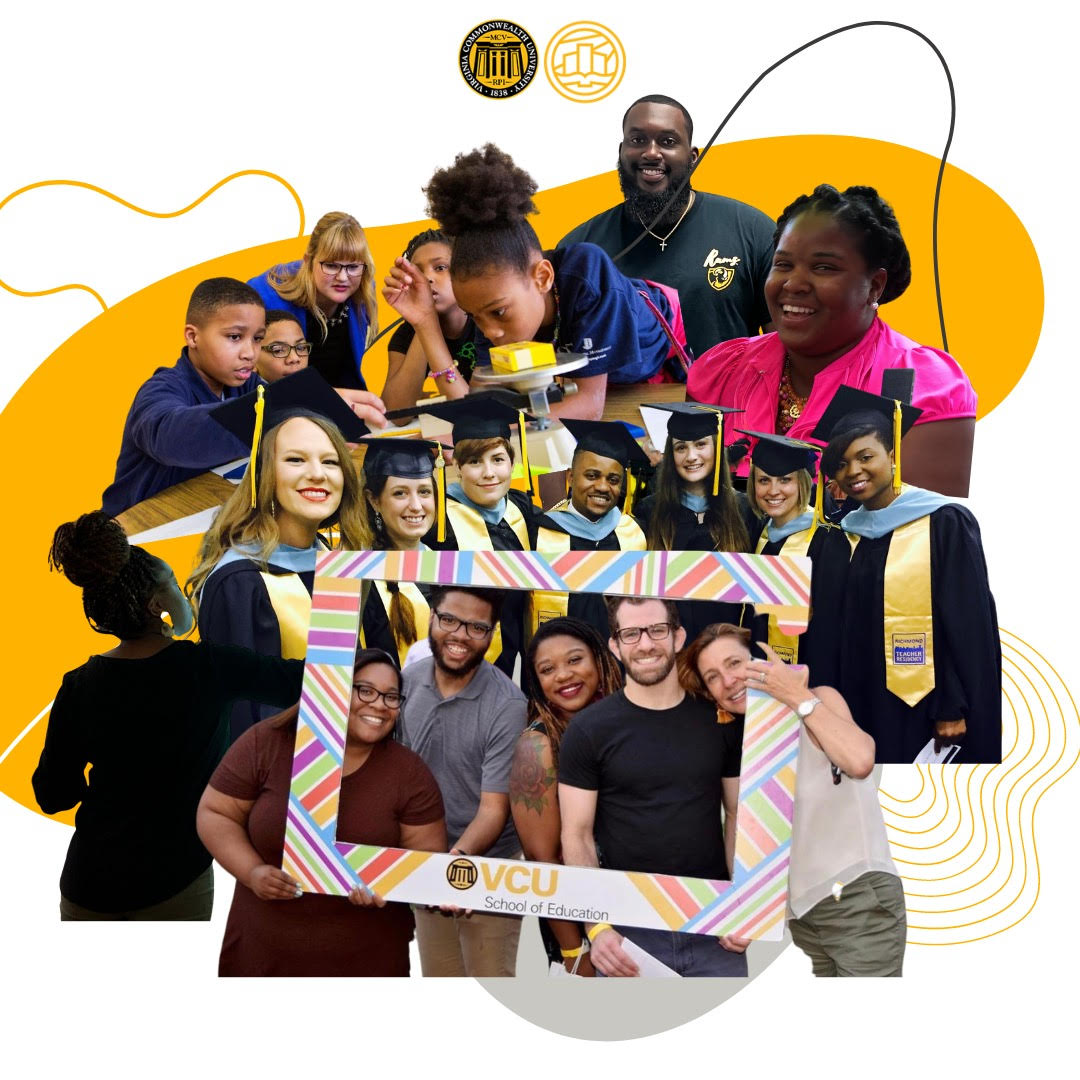 VIRGINIA COMMONWEALTH UNIVERSITY
MCV
RPI
1838
Rams
RICHMOND
TEACHER
RESIDENCY
VCU
School of Education